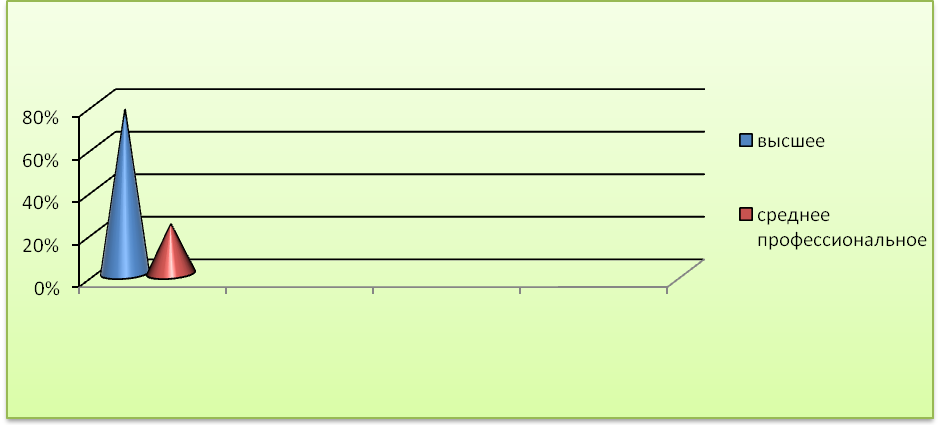 80%
60%
40%
20%
0%
высшее
среднее
профессиональное